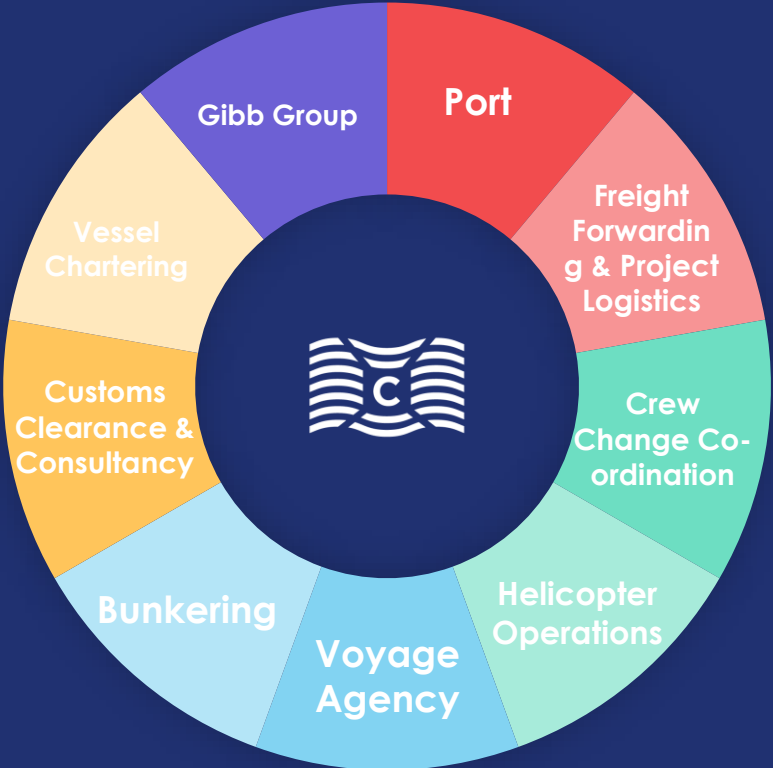 Port
Freight
Forwardin
g & Project
Logistics
Crew
Change Co-
ordination
Helicopter
Operations
Voyage
Agency
Bunkering
Customs
Clearance &
Consultancy
Vessel
Chartering
Gibb Group
C